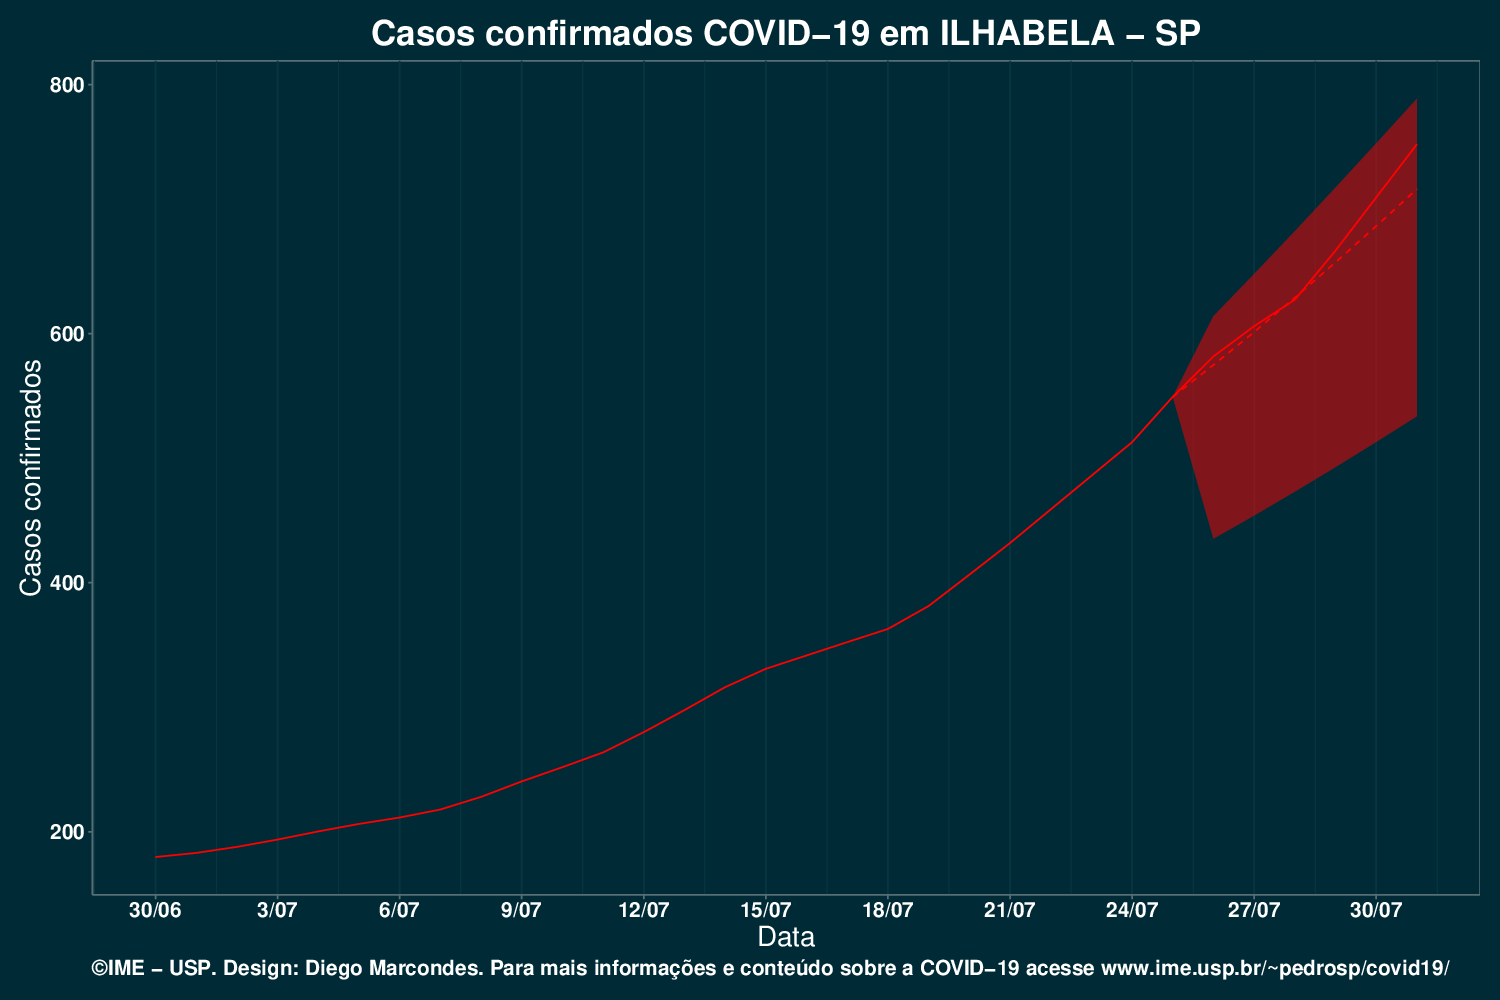 Casos confirmados COVID−19 em ILHABELA − SP
800
600
400
200
Casos confirmados
30/06 3/07 6/07 9/07 12/07 15/07 18/07 21/07 24/07 27/07 30/07
Data
©IME − USP. Design: Diego Marcondes. Para mais informações e conteúdo sobre a COVID−19 acesse www.ime.usp.br/~pedrosp/covid19/